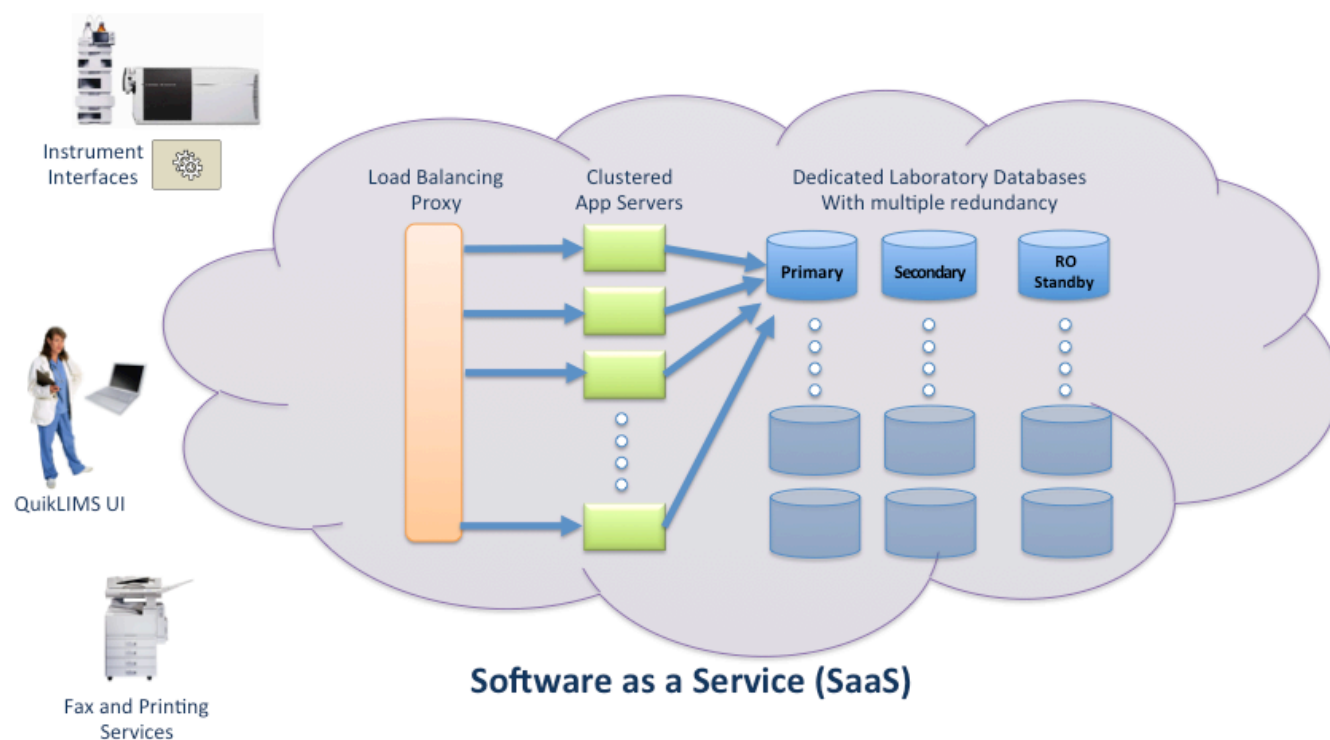 Instrument
Interfaces
Load Balancing
Proxy
Clustered
App Servers
Dedicated Laboratory Databases
With multiple redundancy
Primary
Secondary
RO
Standby
QuikLIMS UI
Fax and Printing
Services
Software as a Service (SaaS)